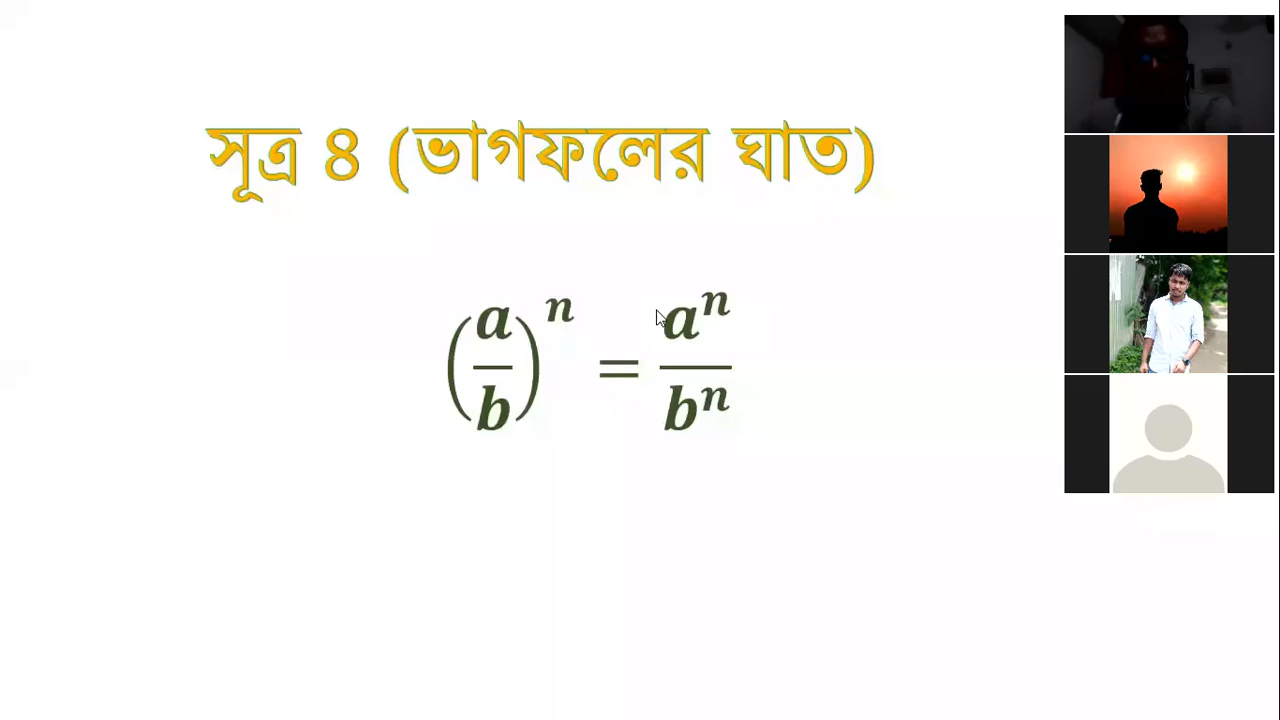 সূত্র ৪ (ভাগফলের ঘাত)
(a/b)^n = a^n/b^n